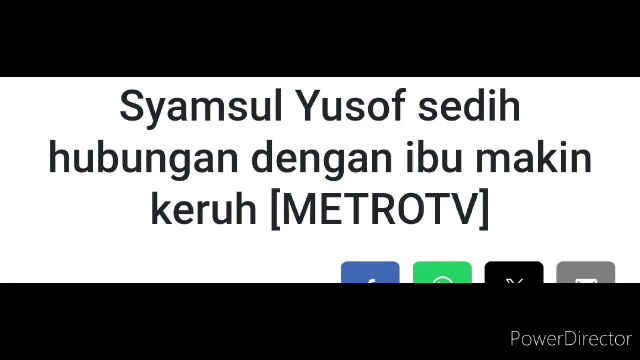 Syamsul Yusof sedih
hubungan dengan ibu makin
keruh [METROTV]
PowerDirector